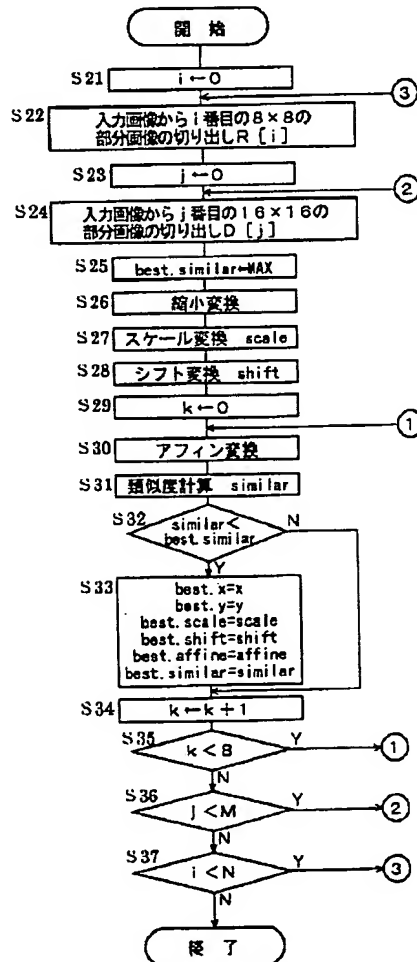 開 始
S21
i←0
③
S22
入力画像からi番目の8×8の
部分画像の切り出しR [i]
S23
j←0
②
S24
入力画像からj番目の16×16の
部分画像の切り出しD [j]
S25
best.similar←MAX
S26
縮小変換
S27
スケール変換 scale
S28
シフト変換 shift
S29
k←0
①
S30
アフィン変換
S31
類似度計算 similar
S32
similar<
best.similar
N
Y
S33
best.x=x
best.y=y
best.scale=scale
best.shift=shift
best.affine=affine
best.similar=similar
S34
k←k+1
S35
k<8
Y
①
N
S36
j<M
Y
②
N
S37
i<N
Y
③
N
終 了